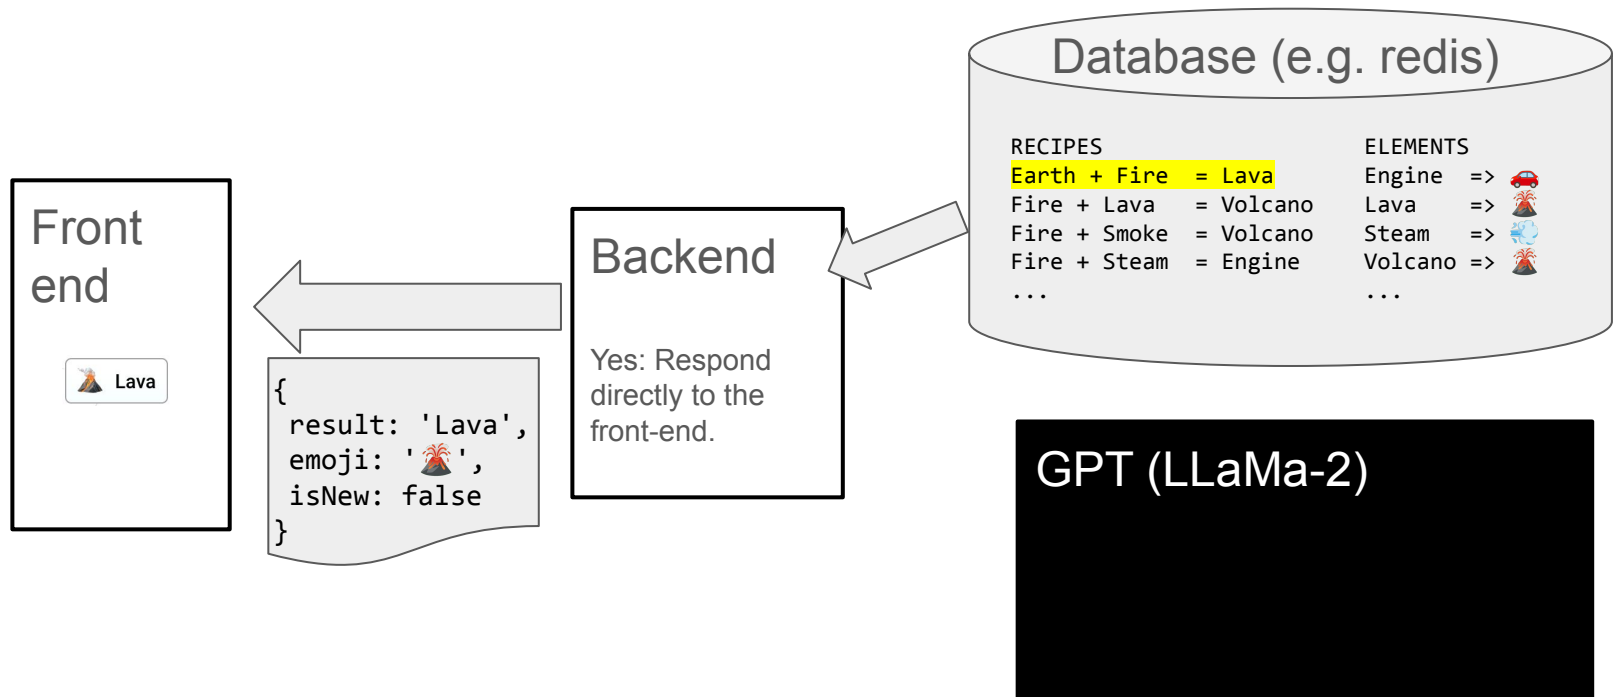 Front
end
🌋 Lava
{
result: 'Lava',
emoji: '🌋',
isNew: false
}
Backend
Yes: Respond
directly to the
front-end.
Database (e.g. redis)
RECIPES
Earth + Fire = Lava
Fire + Lava = Volcano
Fire + Smoke = Volcano
Fire + Steam = Engine
...
ELEMENTS
Engine => 🚗
Lava => 🌋
Steam => 💨
Volcano => 🌋
...
GPT (LLaMa-2)